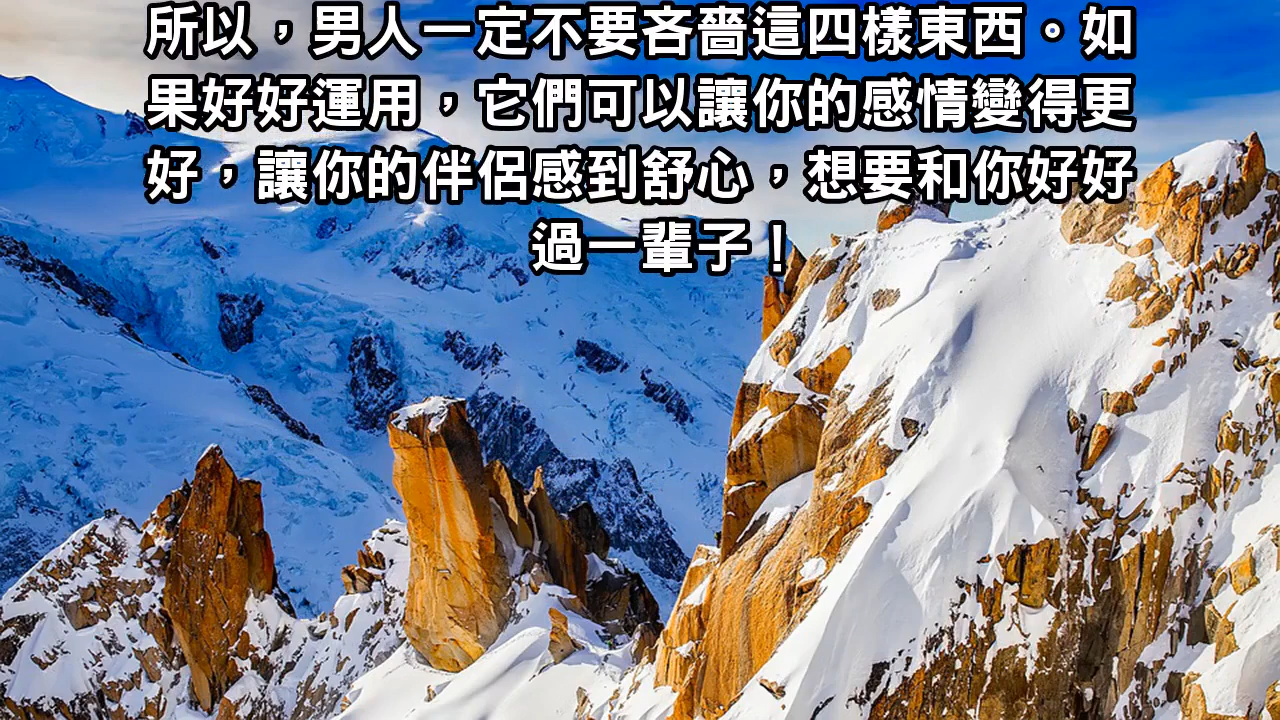 所以，男人一定不要吝嗇這四樣東西。如
果好好運用，它們可以讓你的感情變得更
好，讓你的伴侶感到舒心，想要和你好好
過一輩子！